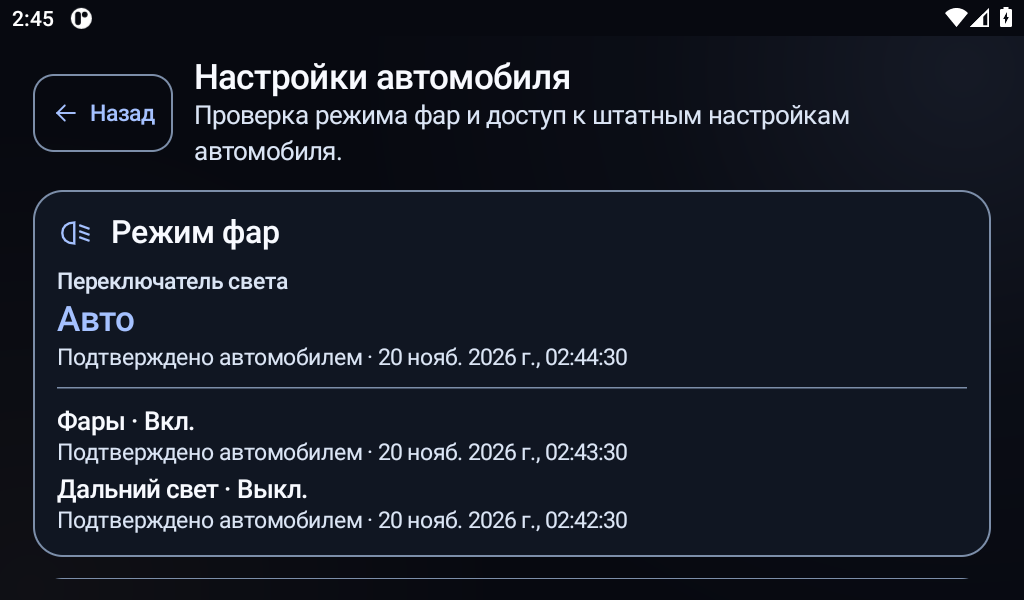 2:45
Назад
Настройки автомобиля
Проверка режима фар и доступ к штатным настройкам
автомобиля.
Режим фар
Переключатель света
Авто
Подтверждено автомобилем · 20 нояб. 2026 г., 02:44:30
Фары · Вкл.
Подтверждено автомобилем · 20 нояб. 2026 г., 02:43:30
Дальний свет · Выкл.
Подтверждено автомобилем · 20 нояб. 2026 г., 02:42:30